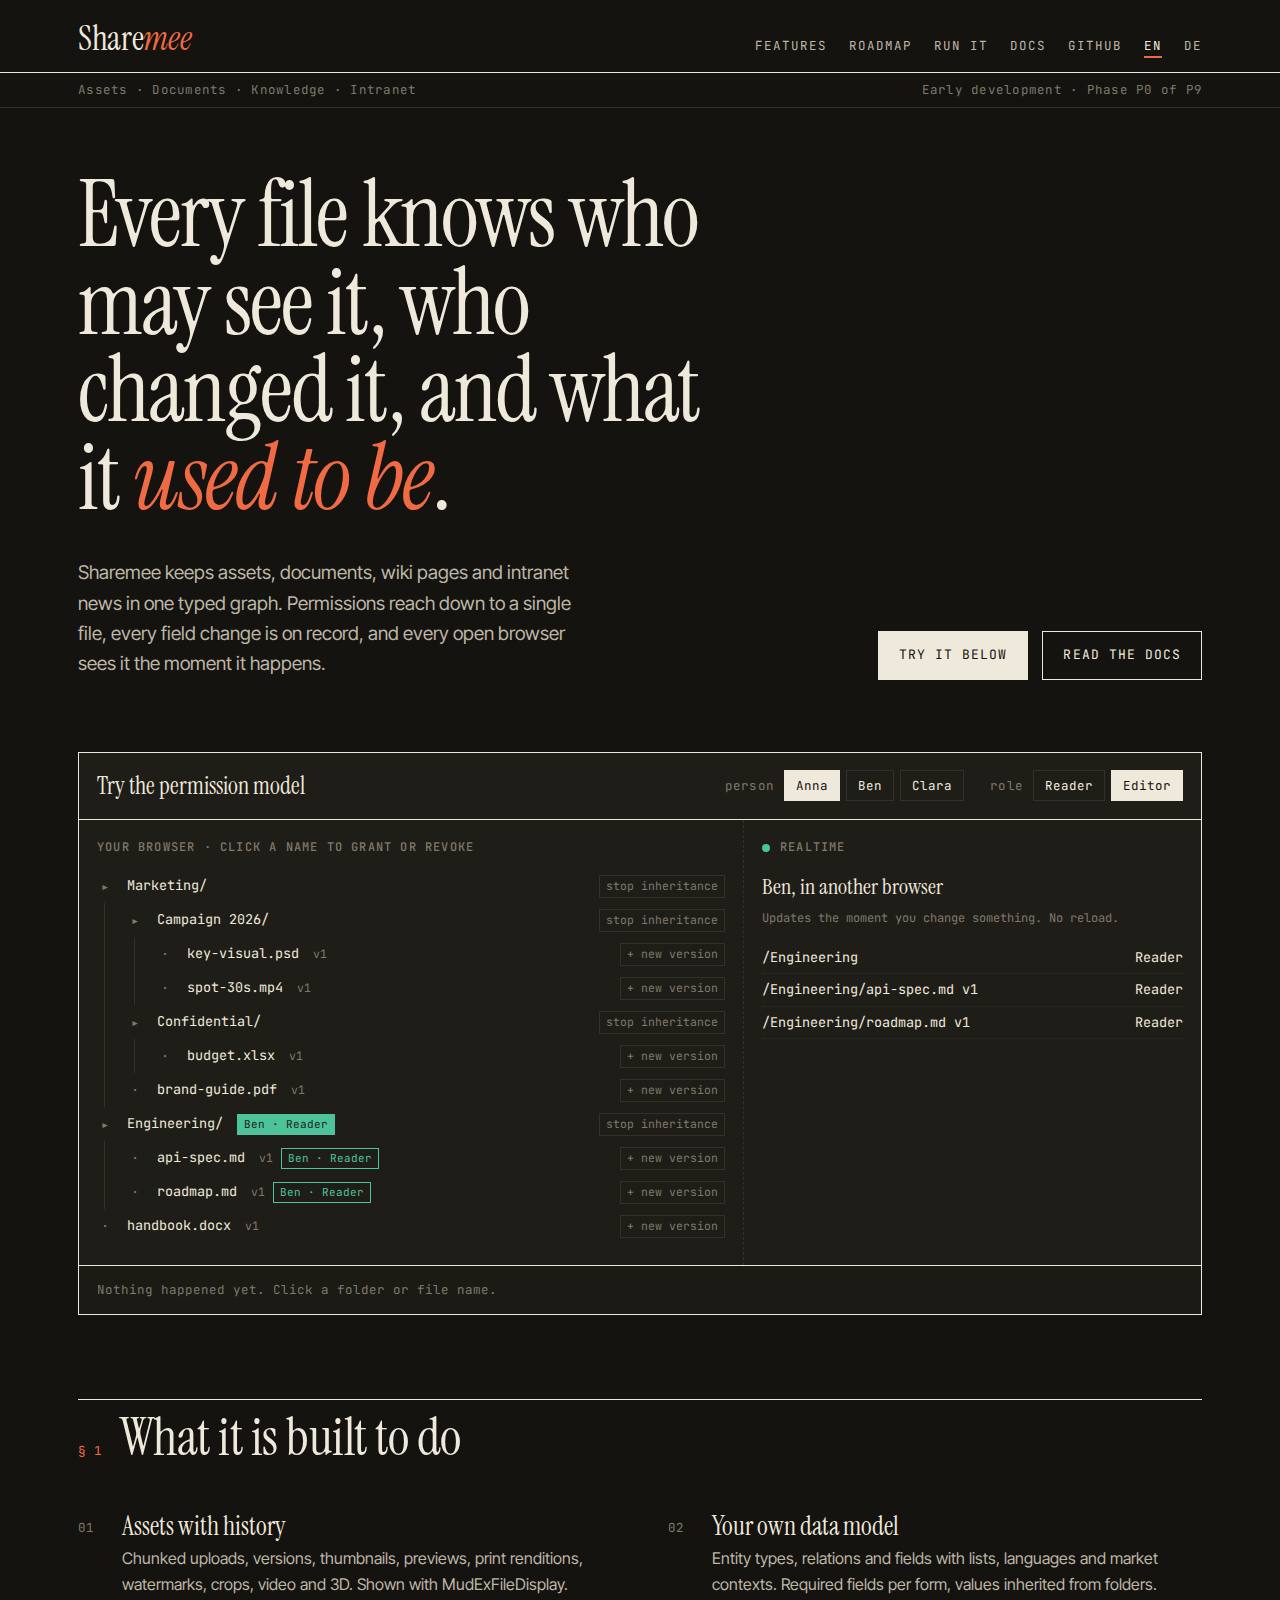 Sharemee
FEATURES ROADMAP RUN IT DOCS GITHUB EN DE
Assets · Documents · Knowledge · Intranet
Early development · Phase P0 of P9
Every file knows who
may see it, who
changed it, and what
it used to be.
Sharemee keeps assets, documents, wiki pages and intranet
news in one typed graph. Permissions reach down to a single
file, every field change is on record, and every open browser
sees it the moment it happens.
TRY IT BELOW
READ THE DOCS
Try the permission model
person Anna Ben Clara role Reader Editor
YOUR BROWSER · CLICK A NAME TO GRANT OR REVOKE
▸ Marketing/ stop inheritance
▸ Campaign 2026/ stop inheritance
· key-visual.psd v1 + new version
· spot-30s.mp4 v1 + new version
▸ Confidential/ stop inheritance
· budget.xlsx v1 + new version
· brand-guide.pdf v1 + new version
▸ Engineering/ Ben · Reader stop inheritance
· api-spec.md v1 Ben · Reader + new version
· roadmap.md v1 Ben · Reader + new version
· handbook.docx v1 + new version
REALTIME
Ben, in another browser
Updates the moment you change something. No reload.
/Engineering Reader
/Engineering/api-spec.md v1 Reader
/Engineering/roadmap.md v1 Reader
Nothing happened yet. Click a folder or file name.
§ 1 What it is built to do
01 Assets with history
Chunked uploads, versions, thumbnails, previews, print renditions,
watermarks, crops, video and 3D. Shown with MudExFileDisplay.
02 Your own data model
Entity types, relations and fields with lists, languages and market
contexts. Required fields per form, values inherited from folders.